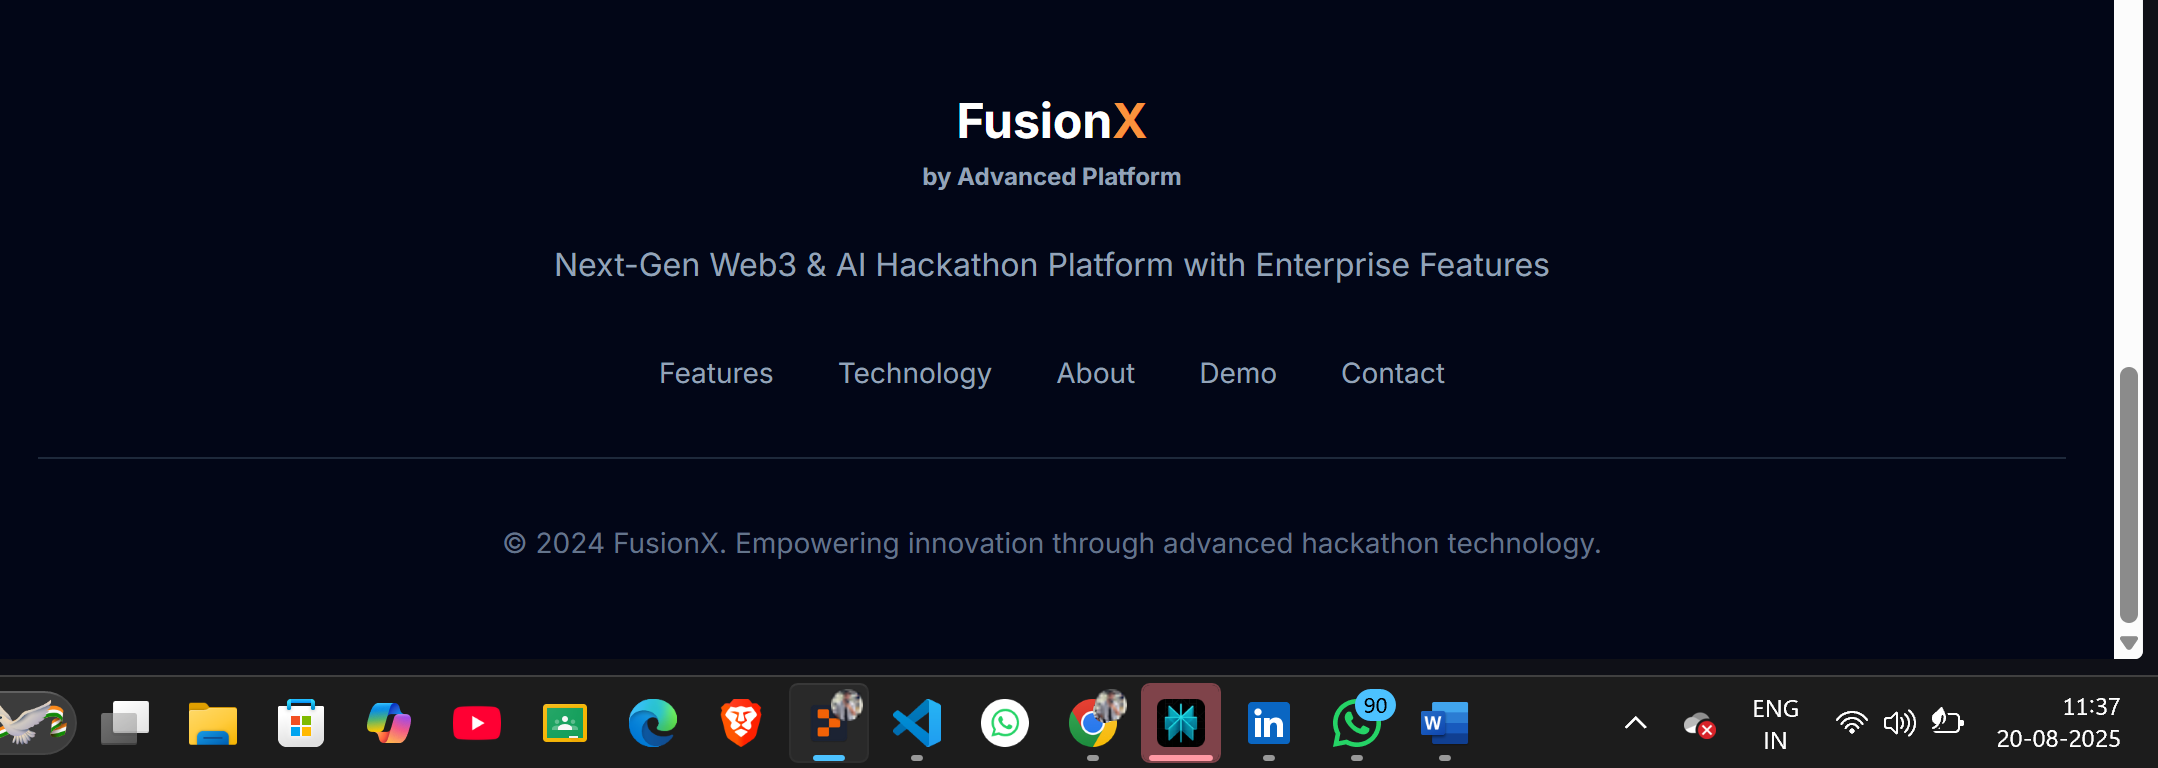 FusionX
by Advanced Platform
Next-Gen Web3 & AI Hackathon Platform with Enterprise Features
Features Technology About Demo Contact
© 2024 FusionX. Empowering innovation through advanced hackathon technology.
in
90
W
ENG
IN
11:37
20-08-2025